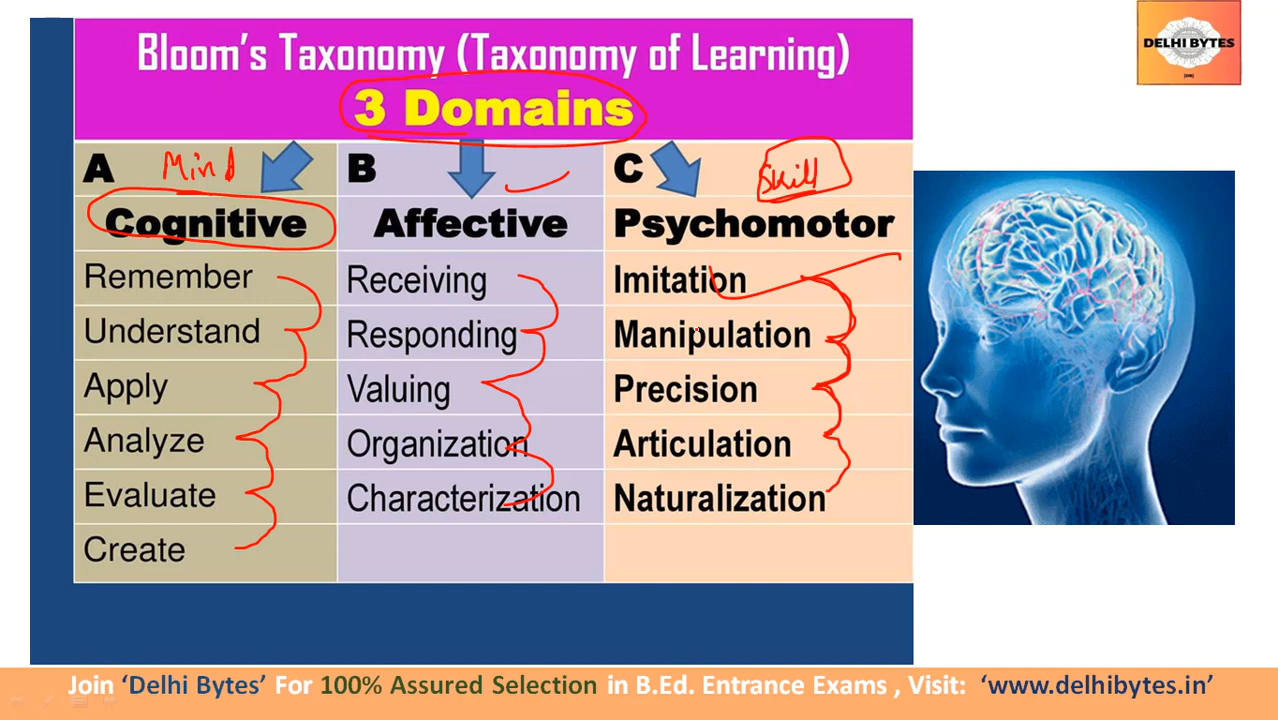 DELHI BYTES
Bloom's Taxonomy (Taxonomy of Learning)
3 Domains
A Mind B C Skill
Cognitive Affective Psychomotor
Remember Receiving Imitation
Understand Responding Manipulation
Apply Valuing Precision
Analyze Organization Articulation
Evaluate Characterization Naturalization
Create
Join ‘Delhi Bytes’ For 100% Assured Selection in B.Ed. Entrance Exams , Visit: ‘www.delhibytes.in’